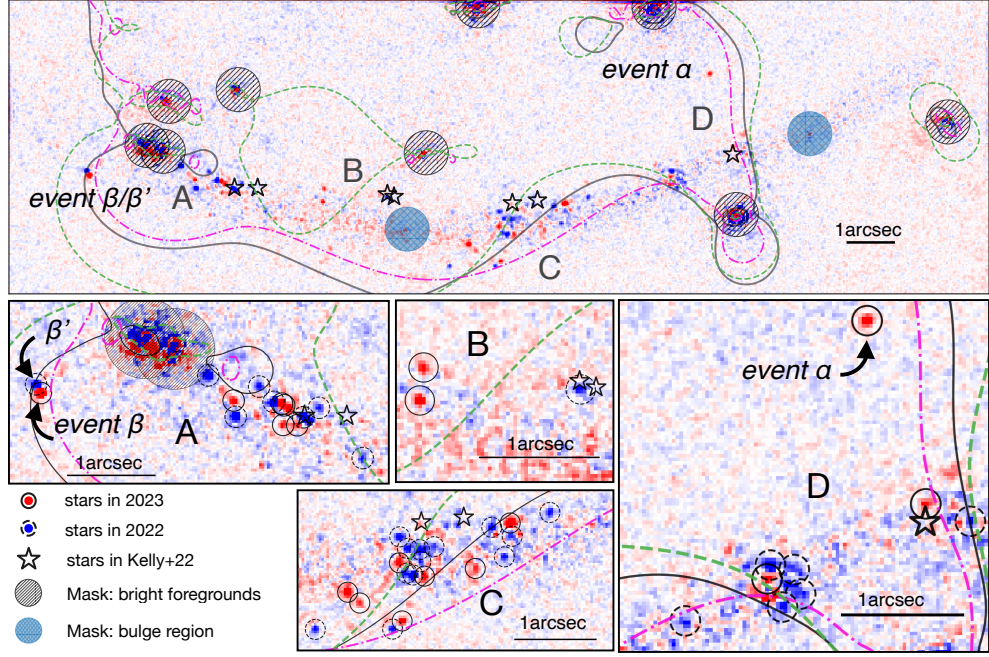 event α
D
B
event β/β’
A
1arcsec
C
β’
event β
A
1arcsec
B
1arcsec
event α
D
1arcsec
C
1arcsec
stars in 2023
stars in 2022
stars in Kelly+22
Mask: bright foregrounds
Mask: bulge region